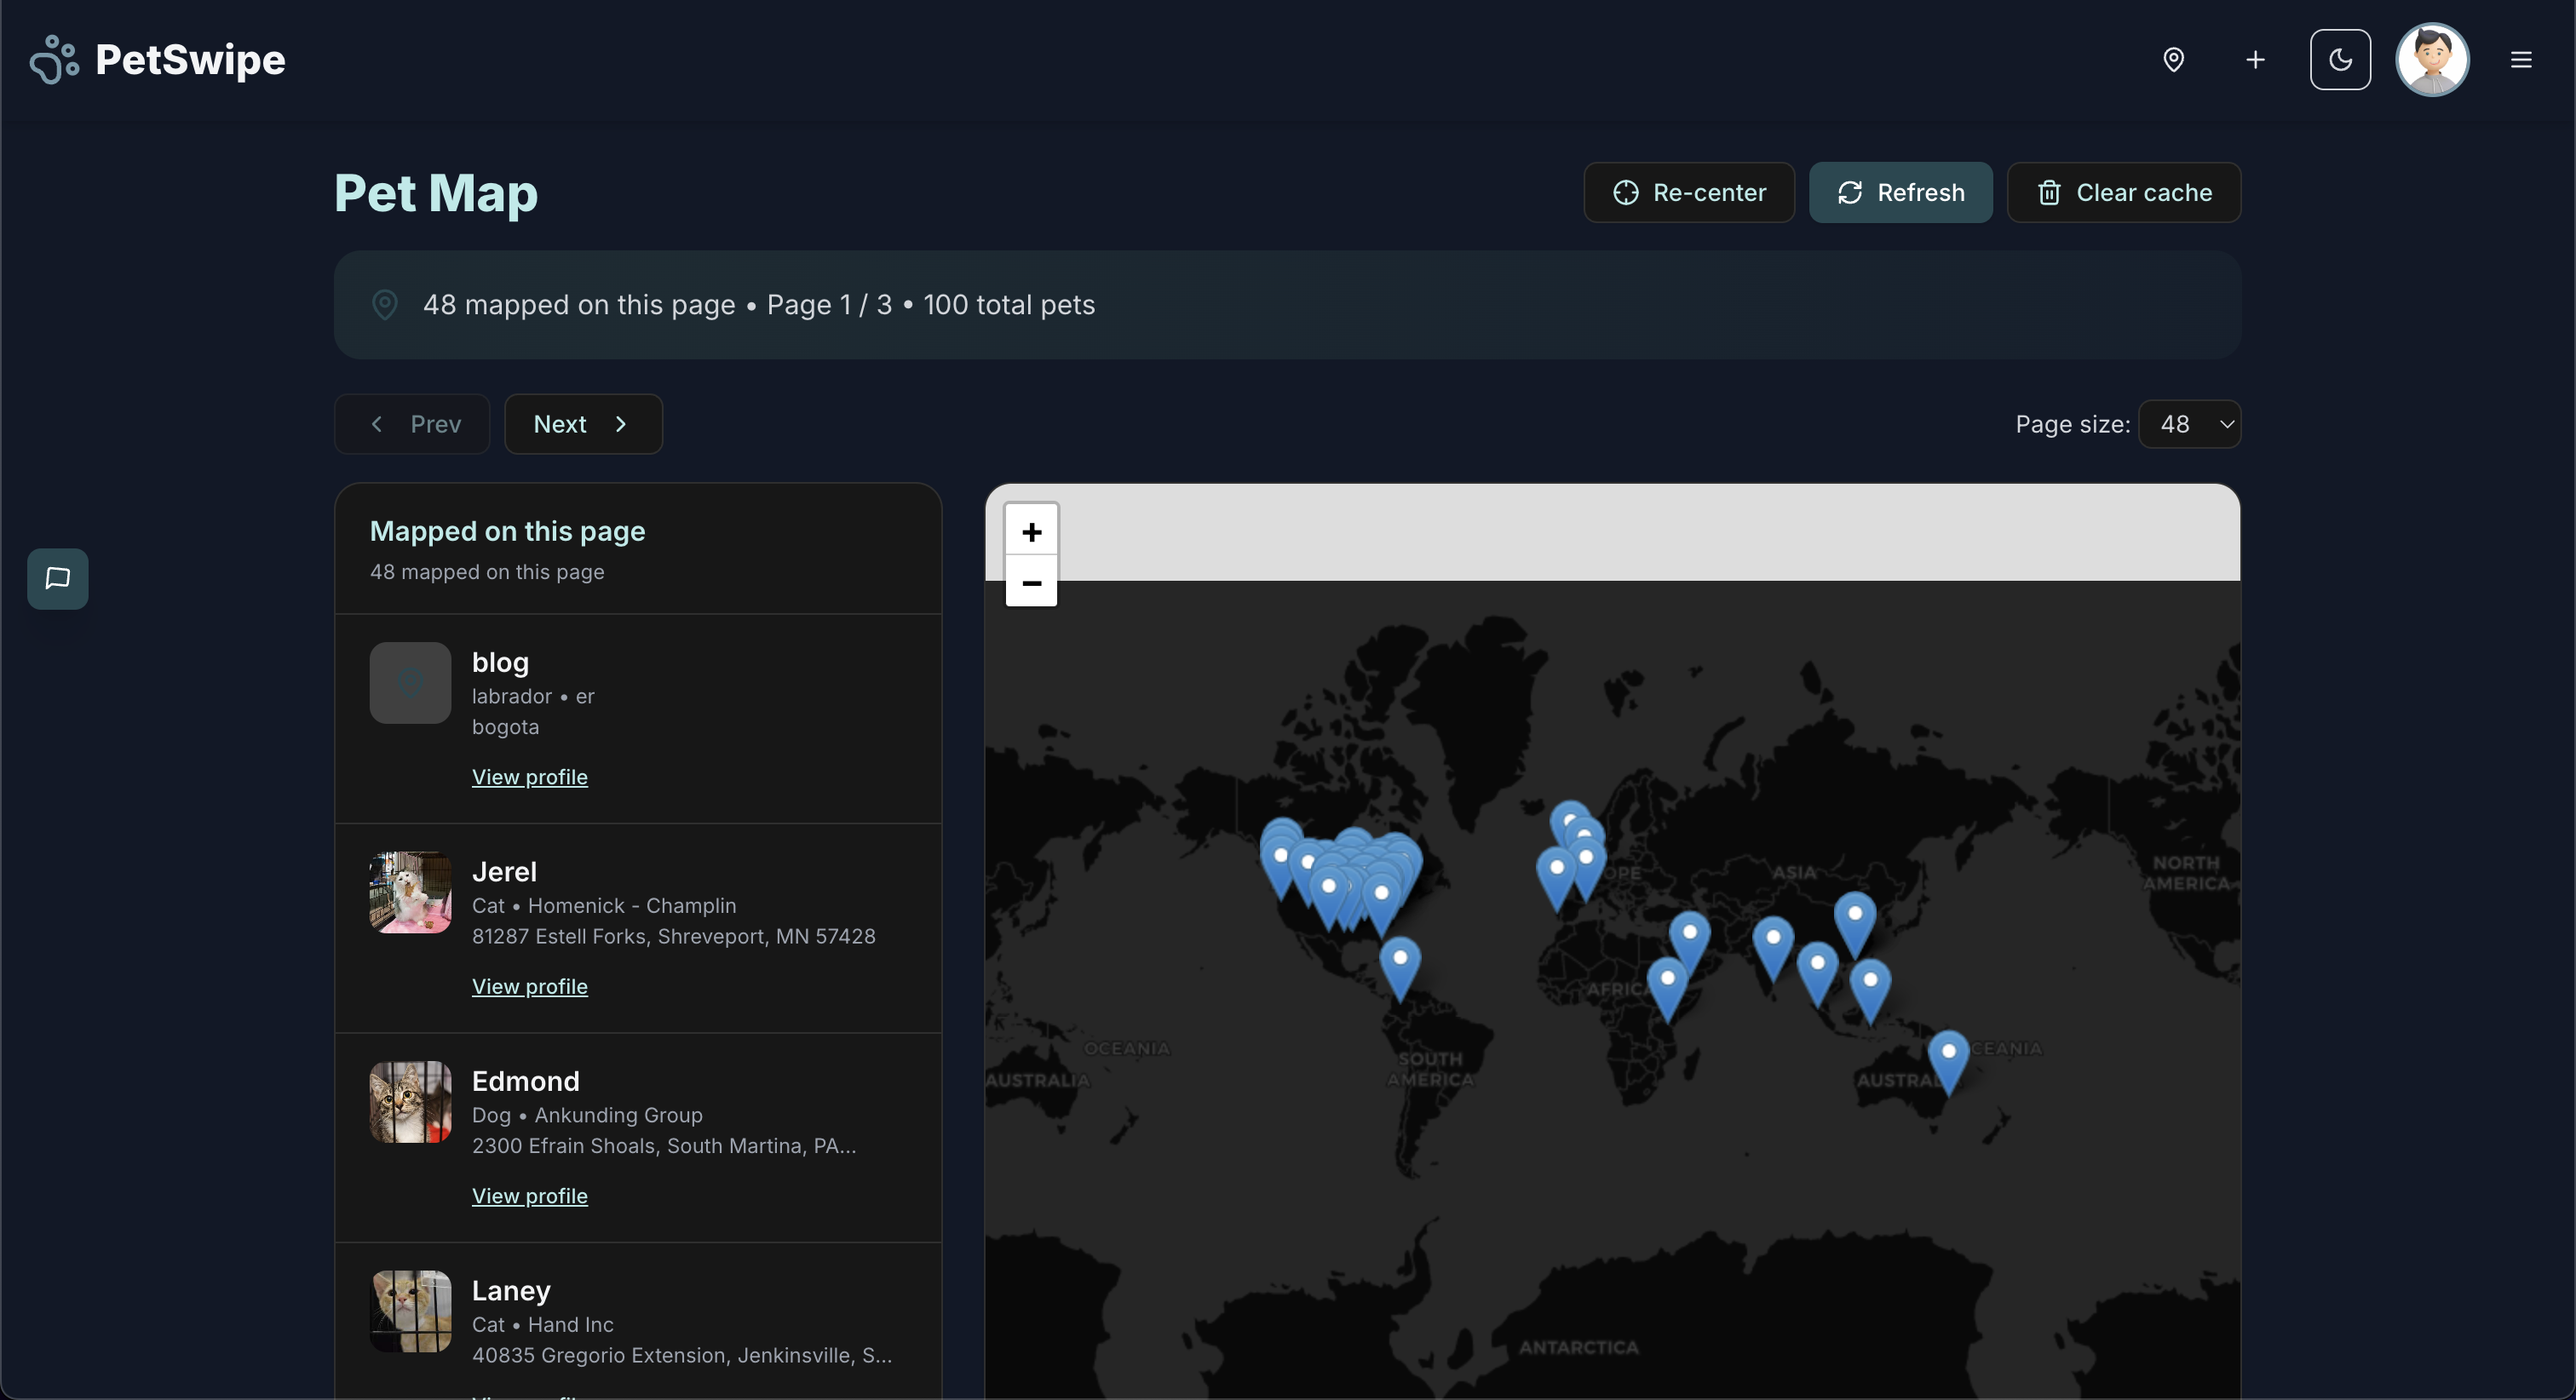 PetSwipe
Pet Map
Re-center
Refresh
Clear cache
48 mapped on this page • Page 1 / 3 • 100 total pets
Prev
Next
Page size: 48
Mapped on this page
48 mapped on this page
blog
labrador • er
bogota
View profile
Jerel
Cat • Homenick - Champlin
81287 Estell Forks, Shreveport, MN 57428
View profile
Edmond
Dog • Ankunding Group
2300 Efrain Shoals, South Martina, PA...
View profile
Laney
Cat • Hand Inc
40835 Gregorio Extension, Jenkinsville, S...
+
−
NORTH
AMERICA
OPE
ASIA
AFRICA
OCEANIA
CEANIA
SOUTH
AMERICA
AUSTRALIA
AUSTRAL
ANTARCTICA